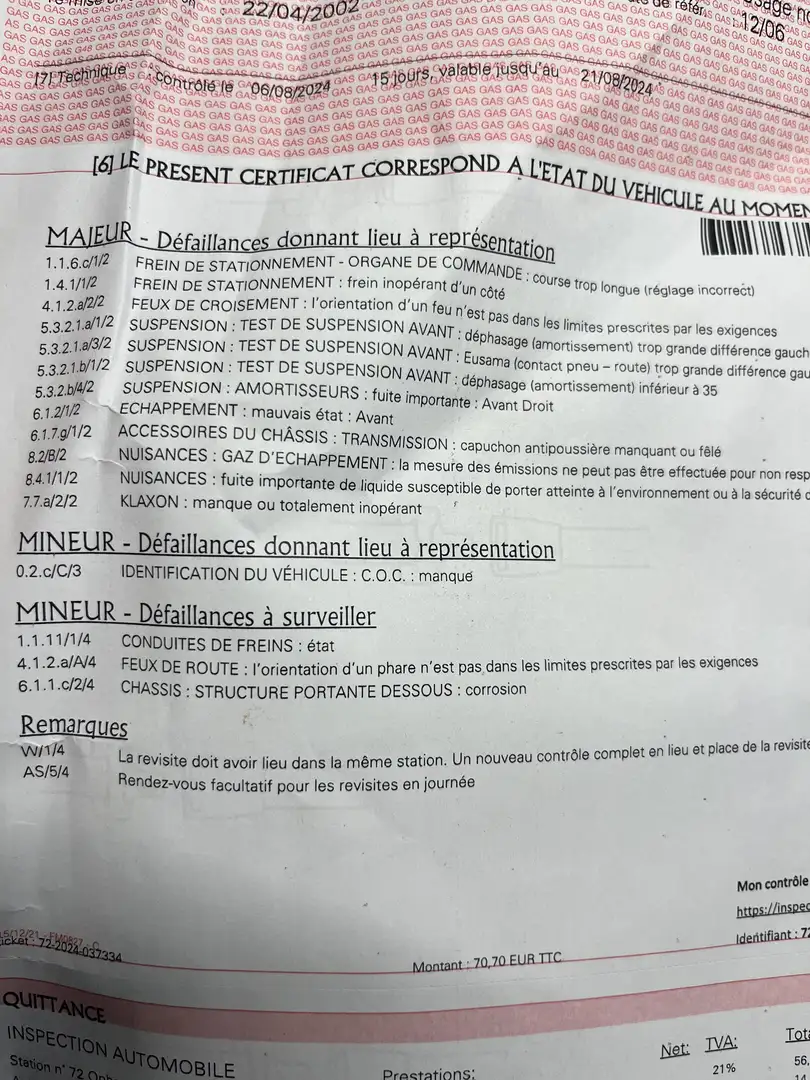 22/04/2002
de référ.
12/06
[7] Technique contrôlé le 06/08/2024 15 jours, valable jusqu'au 21/08/2024
[6] LE PRESENT CERTIFICAT CORRESPOND A L'ETAT DU VEHICULE AU MOMEN
MAJEUR - Défaillances donnant lieu à représentation
1.1.6.c/1/2 FREIN DE STATIONNEMENT - ORGANE DE COMMANDE : course trop longue (réglage incorrect)
1.4.1/1/2 FREIN DE STATIONNEMENT : frein inopérant d'un côté
4.1.2.a/2/2 FEUX DE CROISEMENT : l'orientation d'un feu n'est pas dans les limites prescrites par les exigences
5.3.2.1.a/1/2 SUSPENSION : TEST DE SUSPENSION AVANT : déphasage (amortissement) trop grande différence gauch
5.3.2.1.a/3/2 SUSPENSION : TEST DE SUSPENSION AVANT : Eusama (contact pneu – route) trop grande différence gau
5.3.2.1.b/1/2 SUSPENSION : TEST DE SUSPENSION AVANT : déphasage (amortissement) inférieur à 35
5.3.2.b/4/2 SUSPENSION : AMORTISSEURS : fuite importante : Avant Droit
6.1.2/1/2 ECHAPPEMENT : mauvais état : Avant
6.1.7.g/1/2 ACCESSOIRES DU CHÂSSIS : TRANSMISSION : capuchon antipoussière manquant ou fêlé
8.2/B/2 NUISANCES : GAZ D'ECHAPPEMENT : la mesure des émissions ne peut pas être effectuée pour non resp
8.4.1/1/2 NUISANCES : fuite importante de liquide susceptible de porter atteinte à l'environnement ou à la sécurité
7.7.a/2/2 KLAXON : manque ou totalement inopérant
MINEUR - Défaillances donnant lieu à représentation
0.2.c/C/3 IDENTIFICATION DU VÉHICULE : C.O.C. : manque
MINEUR - Défaillances à surveiller
1.1.11/1/4 CONDUITES DE FREINS : état
4.1.2.a/A/4 FEUX DE ROUTE : l'orientation d'un phare n'est pas dans les limites prescrites par les exigences
6.1.1.c/2/4 CHASSIS : STRUCTURE PORTANTE DESSOUS : corrosion
Remarques
W/1/4 La revisite doit avoir lieu dans la même station. Un nouveau contrôle complet en lieu et place de la revisite
AS/5/4 Rendez-vous facultatif pour les revisites en journée
Mon contrôle
https://inspec
Identifiant : 72
72-2024-037334
Montant : 70,70 EUR TTC
QUITTANCE
INSPECTION AUTOMOBILE
Station n° 72
Prestations:
Net: TVA: Tota
21% 56,